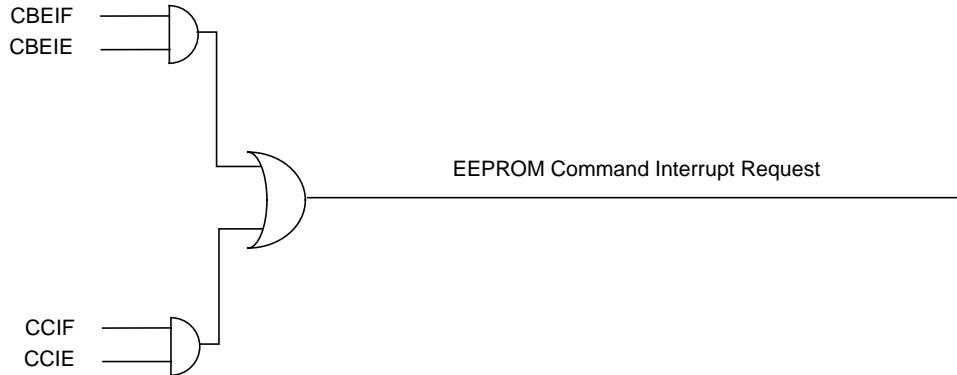 CBEIF
CBEIE
EEPROM Command Interrupt Request
CCIF
CCIE